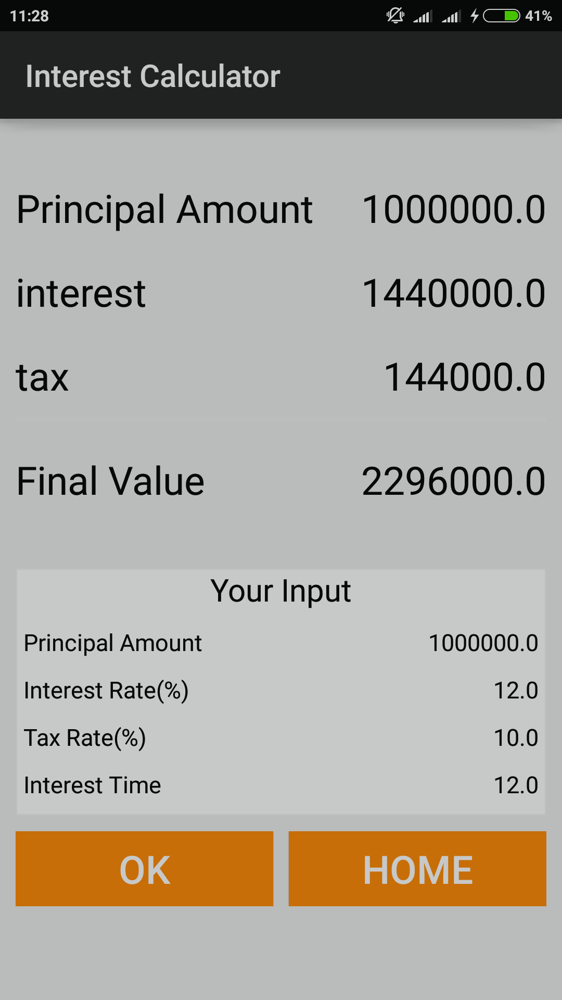 11:28 41%
Interest Calculator
Principal Amount 1000000.0
interest 1440000.0
tax 144000.0
Final Value 2296000.0
Your Input
Principal Amount 1000000.0
Interest Rate(%) 12.0
Tax Rate(%) 10.0
Interest Time 12.0
OK HOME